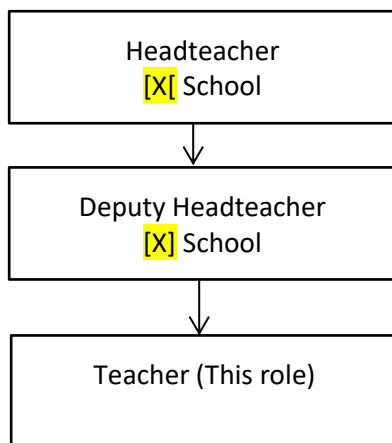 Headteacher
[X[ School
Deputy Headteacher
[X] School
Teacher (This role)